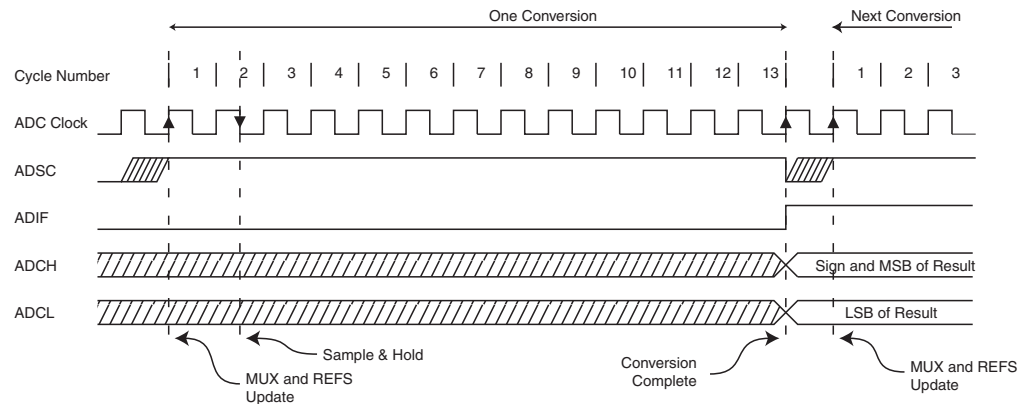 One Conversion Next Conversion
Cycle Number 1 2 3 4 5 6 7 8 9 10 11 12 13 1 2 3
ADC Clock
ADSC
ADIF
ADCH Sign and MSB of Result
ADCL LSB of Result
Sample & Hold
MUX and REFS
Update
Conversion
Complete
MUX and REFS
Update